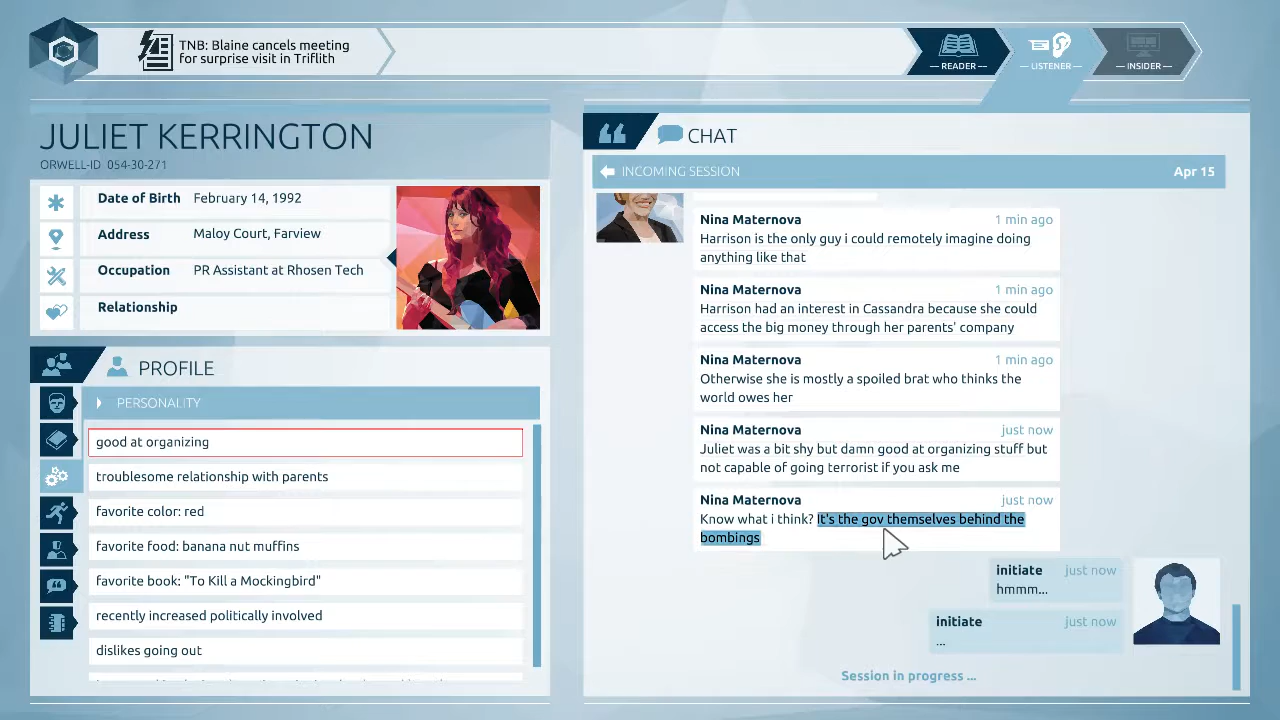 TNB: Blaine cancels meeting
for surprise visit in Triflith
— READER —
— LISTENER —
— INSIDER —
JULIET KERRINGTON
ORWELL-ID 054-30-271
Date of Birth February 14, 1992
Address Maloy Court, Farview
Occupation PR Assistant at Rhosen Tech
Relationship
PROFILE
PERSONALITY
good at organizing
troublesome relationship with parents
favorite color: red
favorite food: banana nut muffins
favorite book: "To Kill a Mockingbird"
recently increased politically involved
dislikes going out
CHAT
INCOMING SESSION Apr 15
Nina Maternova 1 min ago
Harrison is the only guy i could remotely imagine doing
anything like that
Nina Maternova 1 min ago
Harrison had an interest in Cassandra because she could
access the big money through her parents' company
Nina Maternova 1 min ago
Otherwise she is mostly a spoiled brat who thinks the
world owes her
Nina Maternova just now
Juliet was a bit shy but damn good at organizing stuff but
not capable of going terrorist if you ask me
Nina Maternova just now
Know what i think? It's the gov themselves behind the
bombings
initiate just now
hmmm...
initiate just now
...
Session in progress ...